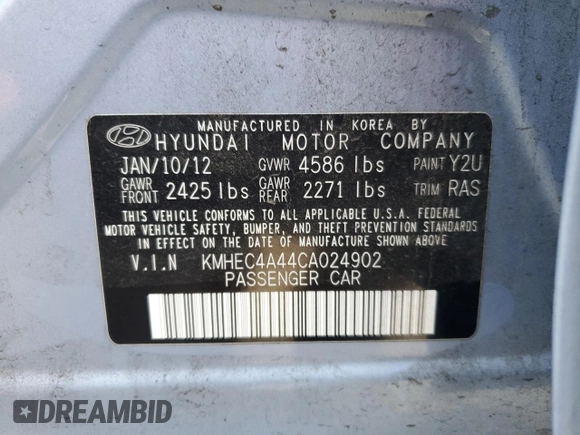 MANUFACTURED IN KOREA BY
HYUNDAI MOTOR COMPANY
JAN/10/12 GVWR 4586 lbs PAINT Y2U
GAWR FRONT 2425 lbs GAWR REAR 2271 lbs TRIM RAS
THIS VEHICLE CONFORMS TO ALL APPLICABLE U.S.A. FEDERAL
MOTOR VEHICLE SAFETY, BUMPER, AND THEFT PREVENTION STANDARDS
IN EFFECT ON THE DATE OF MANUFACTURE SHOWN ABOVE.
V.I.N KMHEC4A44CA024902
PASSENGER CAR
DREAMBID